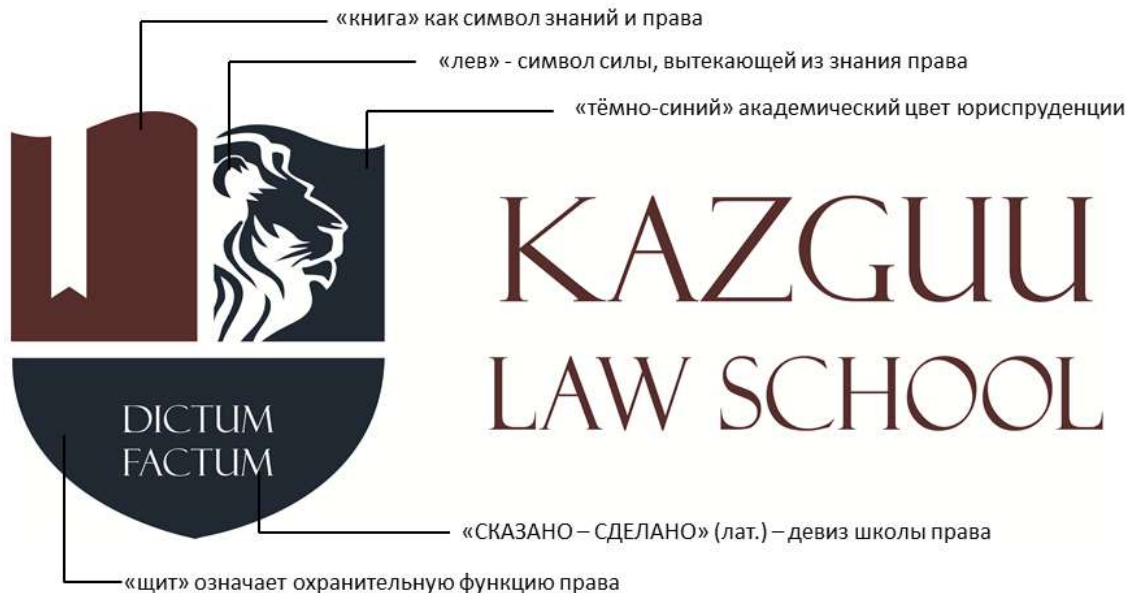 «книга» как символ знаний и права
«лев» - символ силы, вытекающей из знания права
«тёмно-синий» академический цвет юриспруденции
KAZGUU
LAW SCHOOL
DICTUM
FACTUM
«СКАЗАНО – СДЕЛАНО» (лат.) – девиз школы права
«щит» означает охранительную функцию права